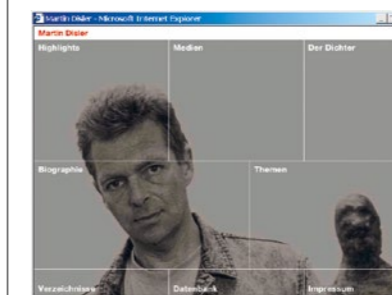 Martin Disler - Microsoft Internet Explorer
Martin Disler
Highlights Medien Der Dichter
Biographie Themen
Verzeichnisse Datenbank Impressum